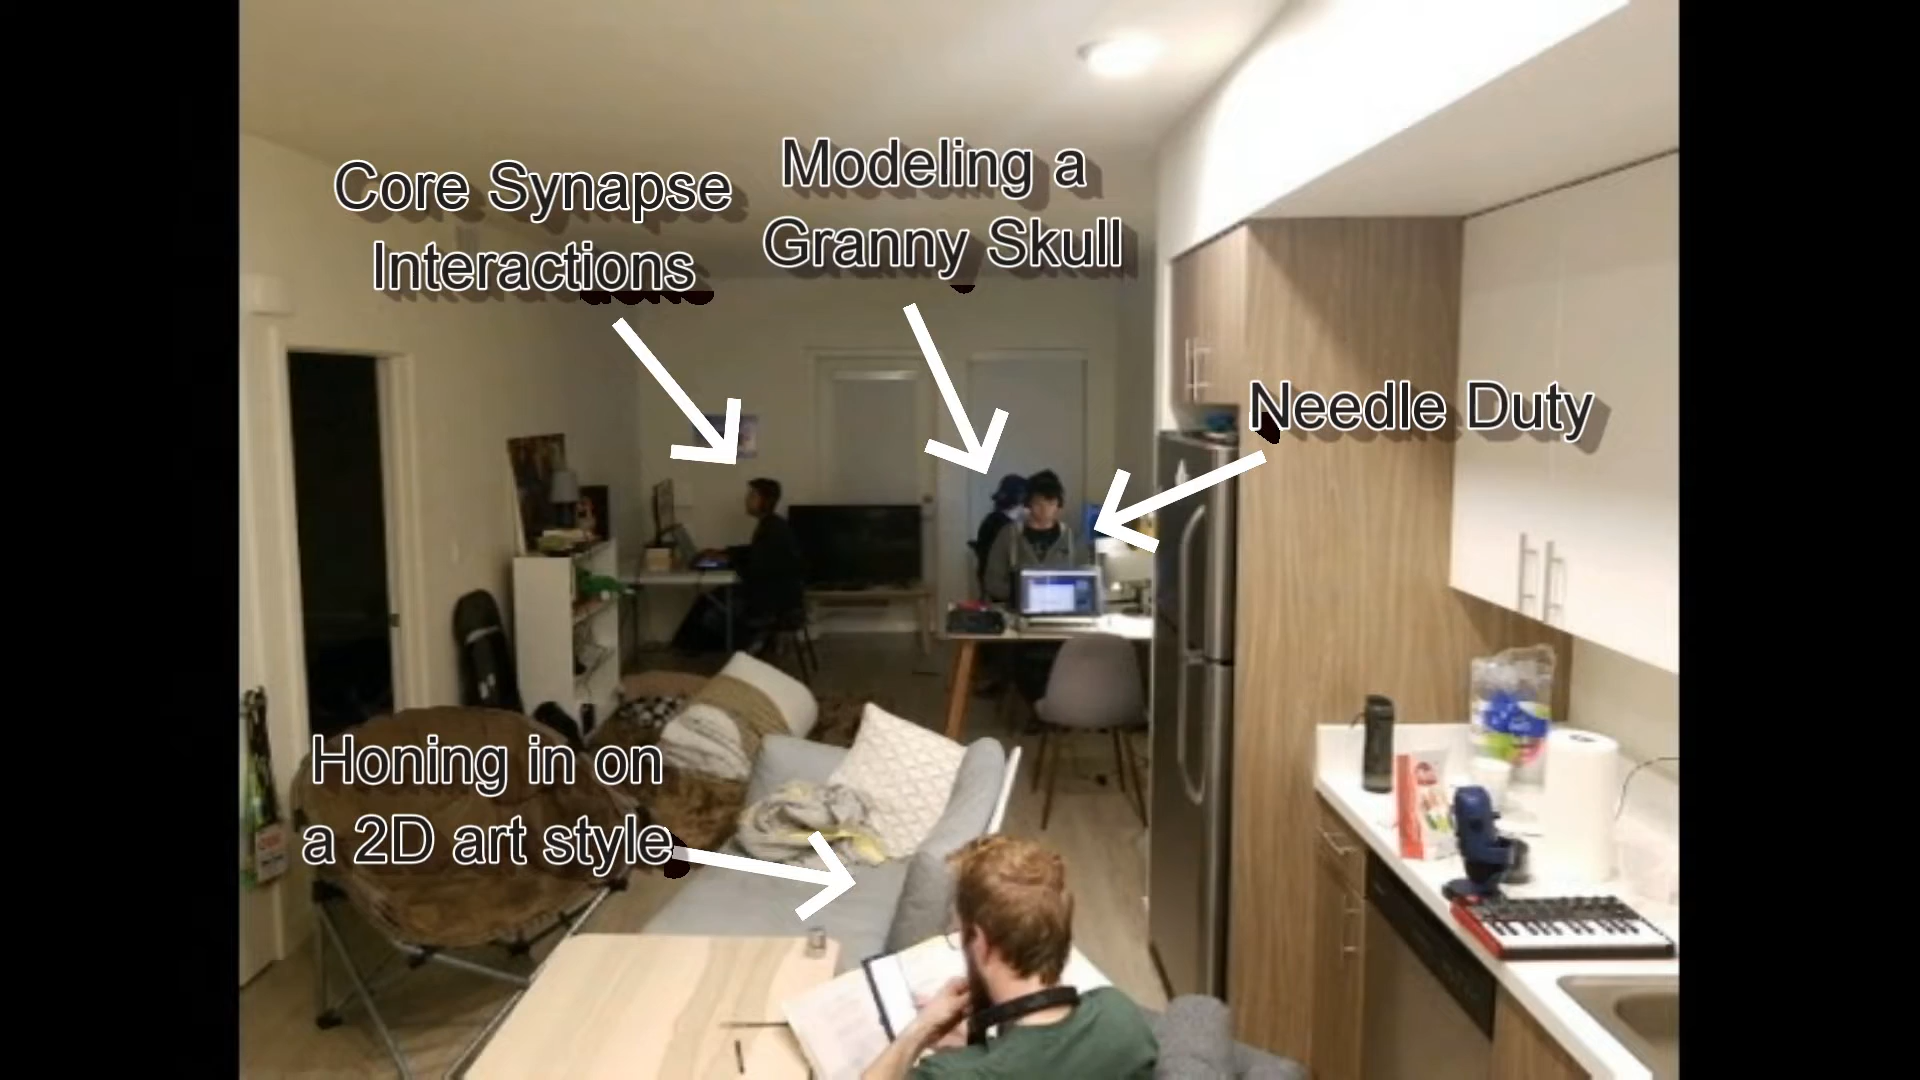 Core Synapse
Interactions
Modeling a
Granny Skull
Needle Duty
Honing in on
a 2D art style